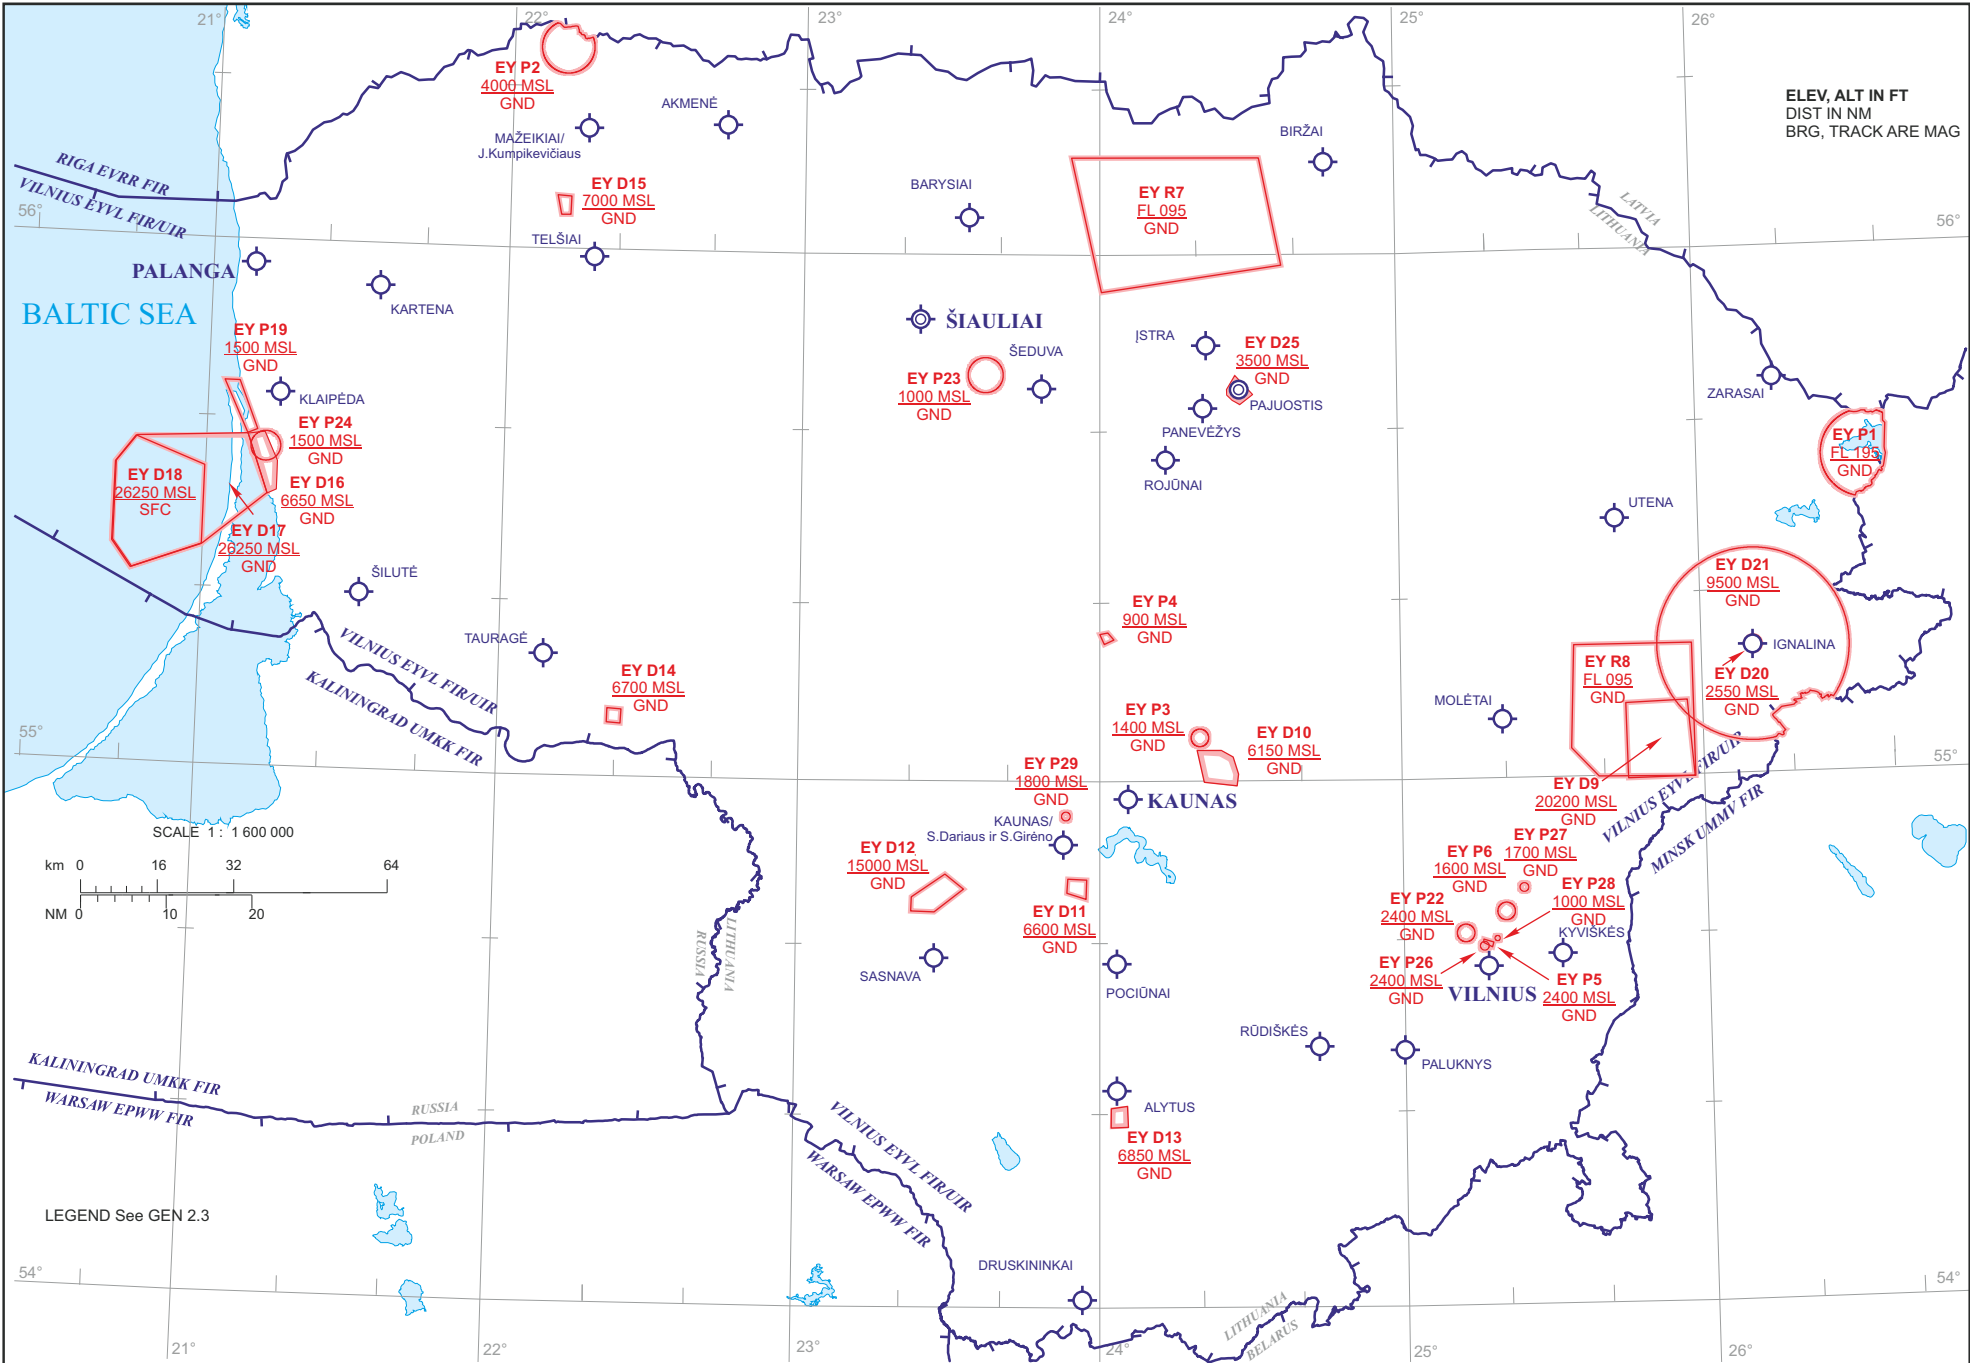 21°
22°
23°
24°
25°
26°
EY P2
4000 MSL
GND
AKMENĖ
MAŽEIKIAI/
J.Kumpikevičiaus
BIRŽAI
ELEV, ALT IN FT
DIST IN NM
BRG, TRACK ARE MAG
RIGA EVRR FIR
VILNIUS EYVL FIR/UIR
56°
EY D15
7000 MSL
GND
BARYSIAI
EY R7
FL 095
GND
LATVIA
LITHUANIA
56°
TELŠIAI
PALANGA
KARTENA
BALTIC SEA
ŠIAULIAI
EY P19
1500 MSL
GND
ĮSTRA
EY D25
3500 MSL
GND
ŠEDUVA
EY P23
1000 MSL
GND
PAJUOSTIS
PANEVĖŽYS
ZARASAI
KLAIPĖDA
EY P24
1500 MSL
GND
EY P1
FL 195
GND
EY D18
26250 MSL
SFC
EY D16
6650 MSL
GND
ROJŪNAI
UTENA
EY D17
26250 MSL
GND
ŠILUTĖ
EY D21
9500 MSL
GND
EY P4
900 MSL
GND
TAURAGĖ
VILNIUS EYVL FIR/UIR
KALININGRAD UMKK FIR
IGNALINA
EY D14
6700 MSL
GND
EY R8
FL 095
GND
EY D20
2550 MSL
GND
MOLĖTAI
55°
EY P3
1400 MSL
GND
EY D10
6150 MSL
GND
55°
EY P29
1800 MSL
GND
EY D9
20200 MSL
GND
VILNIUS EYVL FIR/UIR
MINSK UMMV FIR
KAUNAS
KAUNAS/
S.Dariaus ir S.Girėno
SCALE 1 : 1 600 000
km 0 16 32 64
NM 0 10 20
EY D12
15000 MSL
GND
EY P27
1700 MSL
GND
EY P6
1600 MSL
GND
EY P28
1000 MSL
GND
EY P22
2400 MSL
GND
EY D11
6600 MSL
GND
KYVIŠKĖS
LITHUANIA
RUSSIA
SASNAVA
POCIŪNAI
EY P26
2400 MSL
GND
VILNIUS
EY P5
2400 MSL
GND
RŪDIŠKĖS
PALUKNYS
KALININGRAD UMKK FIR
WARSAW EPWW FIR
RUSSIA
POLAND
ALYTUS
EY D13
6850 MSL
GND
VILNIUS EYVL FIR/UIR
WARSAW EPWW FIR
LEGEND See GEN 2.3
54°
DRUSKININKAI
54°
LITHUANIA
BELARUS
21°
22°
23°
24°
25°
26°